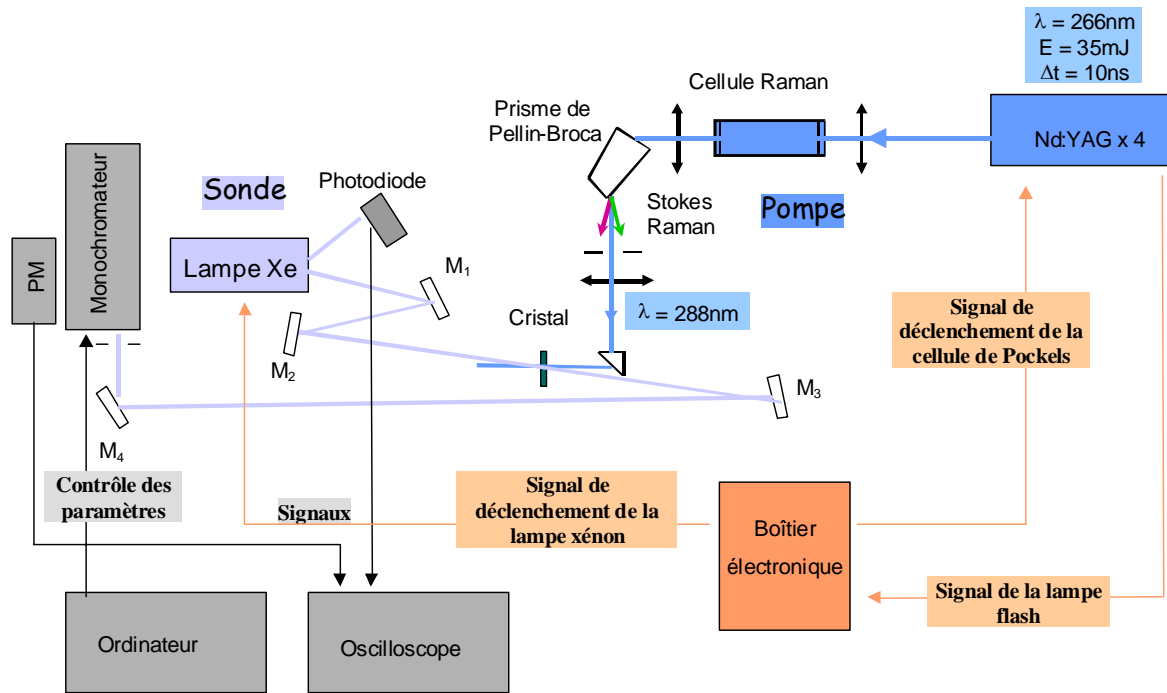 λ = 266nm
E = 35mJ
Δt = 10ns
Cellule Raman
Prisme de
Pellin-Broca
Nd:YAG x 4
Monochromateur
Photodiode
Sonde
Stokes
Raman
Pompe
PM
Lampe Xe
M1
λ = 288nm
Signal de
déclenchement de la
cellule de Pockels
Cristal
M2
M3
M4
Contrôle des
paramètres
Signaux
Signal de
déclenchement de la
lampe xénon
Boîtier
électronique
Signal de la lampe
flash
Ordinateur
Oscilloscope